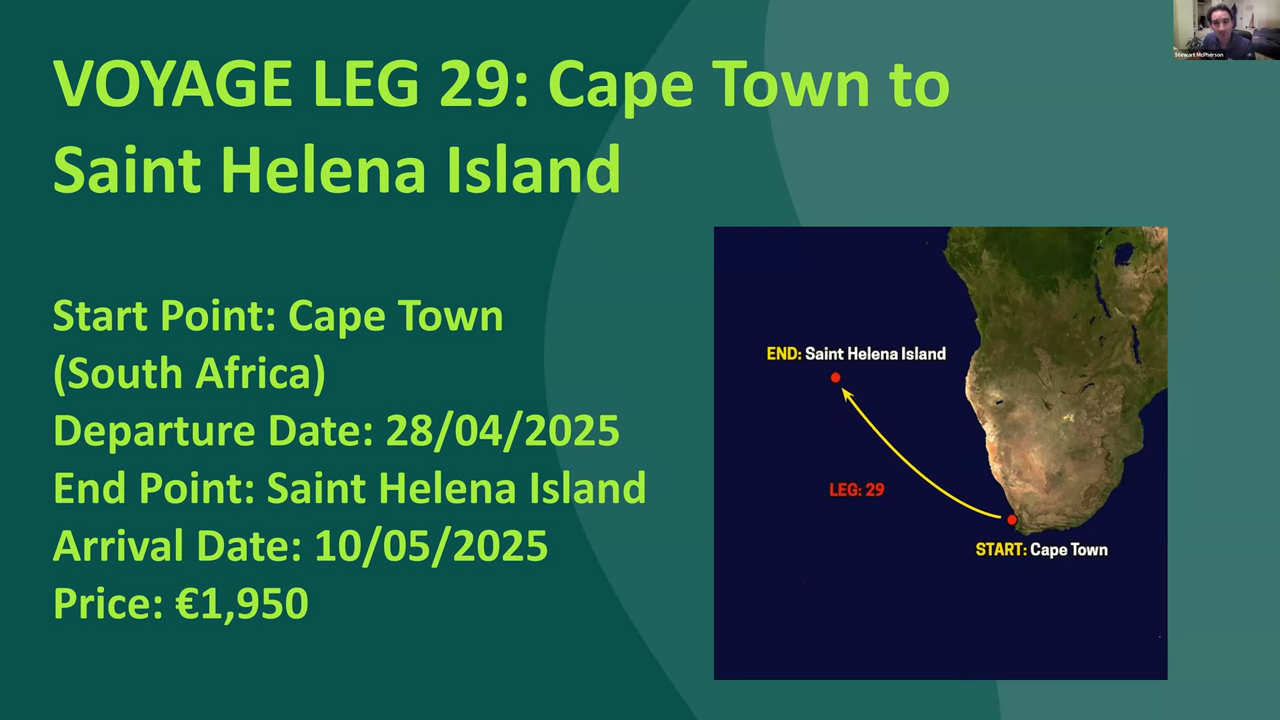 VOYAGE LEG 29: Cape Town to
Saint Helena Island
Start Point: Cape Town
(South Africa)
Departure Date: 28/04/2025
End Point: Saint Helena Island
Arrival Date: 10/05/2025
Price: €1,950
END: Saint Helena Island
LEG: 29
START: Cape Town
Stewart McPherson